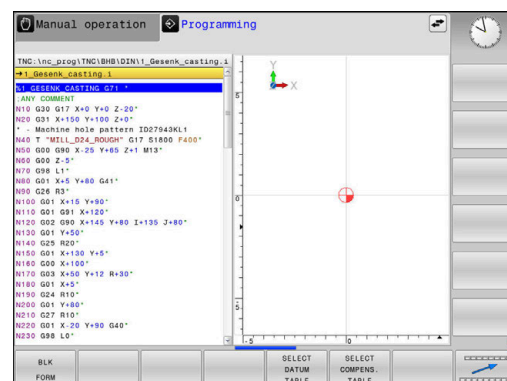 Manual operation
Programming
TNC:\nc_prog\TNC\BHB\DIN\1_Gesenk_casting.i
→1_Gesenk_casting.i
%1_GESENK_CASTING G71 *
;ANY COMMENT
N10 G30 G17 X+0 Y+0 Z-20*
N20 G31 X+150 Y+100 Z+0*
* - Machine hole pattern ID27943KL1
N40 T "MILL_D24_ROUGH" G17 S1800 F400*
N50 G00 G90 X-25 Y+65 Z+1 M13*
N60 G00 Z-5*
N70 G98 L1*
N80 G01 X+5 Y+80 G41*
N90 G26 R3*
N100 G01 X+15 Y+90*
N110 G01 G91 X+120*
N120 G02 G90 X+145 Y+80 I+135 J+80*
N130 G01 Y+50*
N140 G25 R20*
N150 G01 X+130 Y+5*
N160 G00 X+100*
N170 G03 X+50 Y+12 R+30*
N180 G01 X+5*
N190 G24 R10*
N200 G01 Y+80*
N210 G27 R10*
N220 G01 X-20 Y+90 G40*
N230 G98 L0*
Y
X
5
0
-5
-5
0
BLK
FORM
SELECT
DATUM
TABLE
SELECT
COMPENS.
TABLE